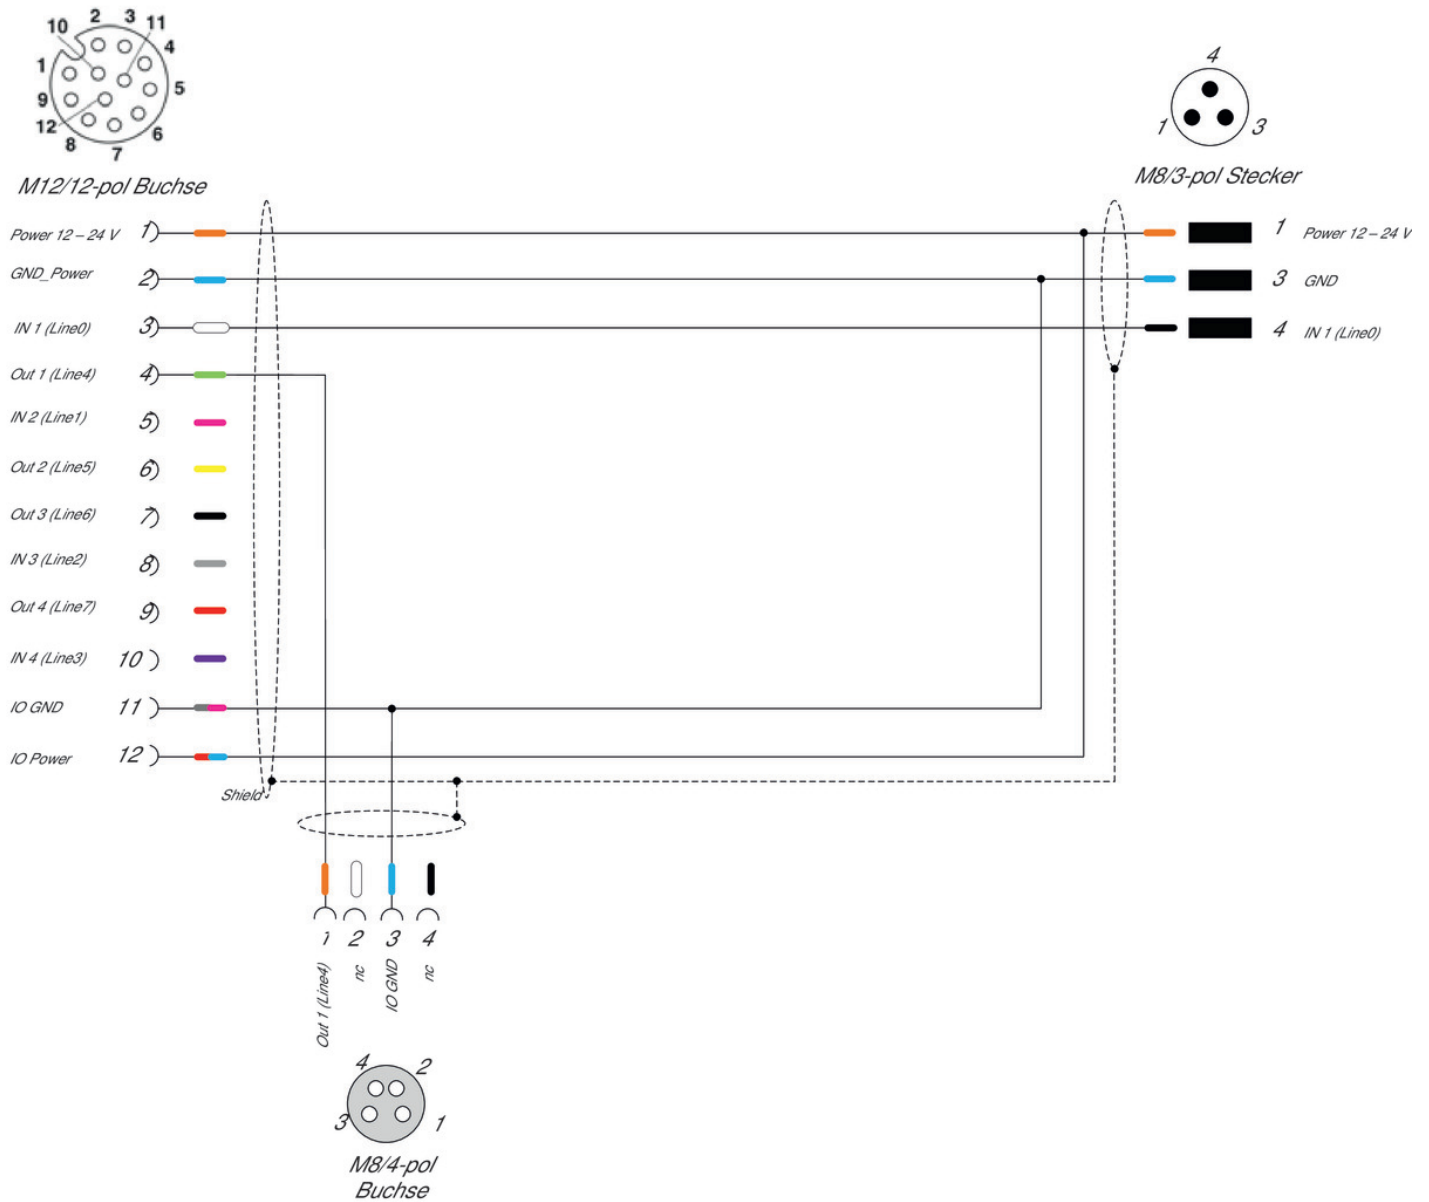 2 3 11
10
4
1
5
9
12
6
8
7
M12/12-pol Buchse
4
1 3
M8/3-pol Stecker
Power 12 – 24 V 1
1 Power 12 – 24 V
GND_Power 2
3 GND
IN 1 (Line0) 3
4 IN 1 (Line0)
Out 1 (Line4) 4
IN 2 (Line1) 5
Out 2 (Line5) 6
Out 3 (Line6) 7
IN 3 (Line2) 8
Out 4 (Line7) 9
IN 4 (Line3) 10
IO GND 11
IO Power 12
Shield
1 2 3 4
Out 1 (Line4)
nc
IO GND
nc
4 2
3 1
M8/4-pol
Buchse